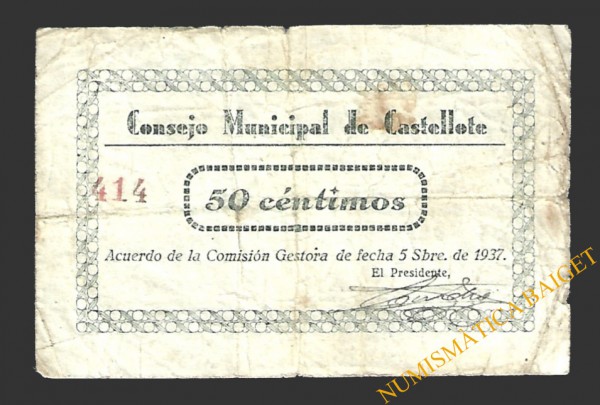 Consejo Municipal de Castellote
414
50 céntimos
Acuerdo de la Comisión Gestora de fecha 5 Sbre. de 1937.
El Presidente,
NUMISMATICA BAIGET